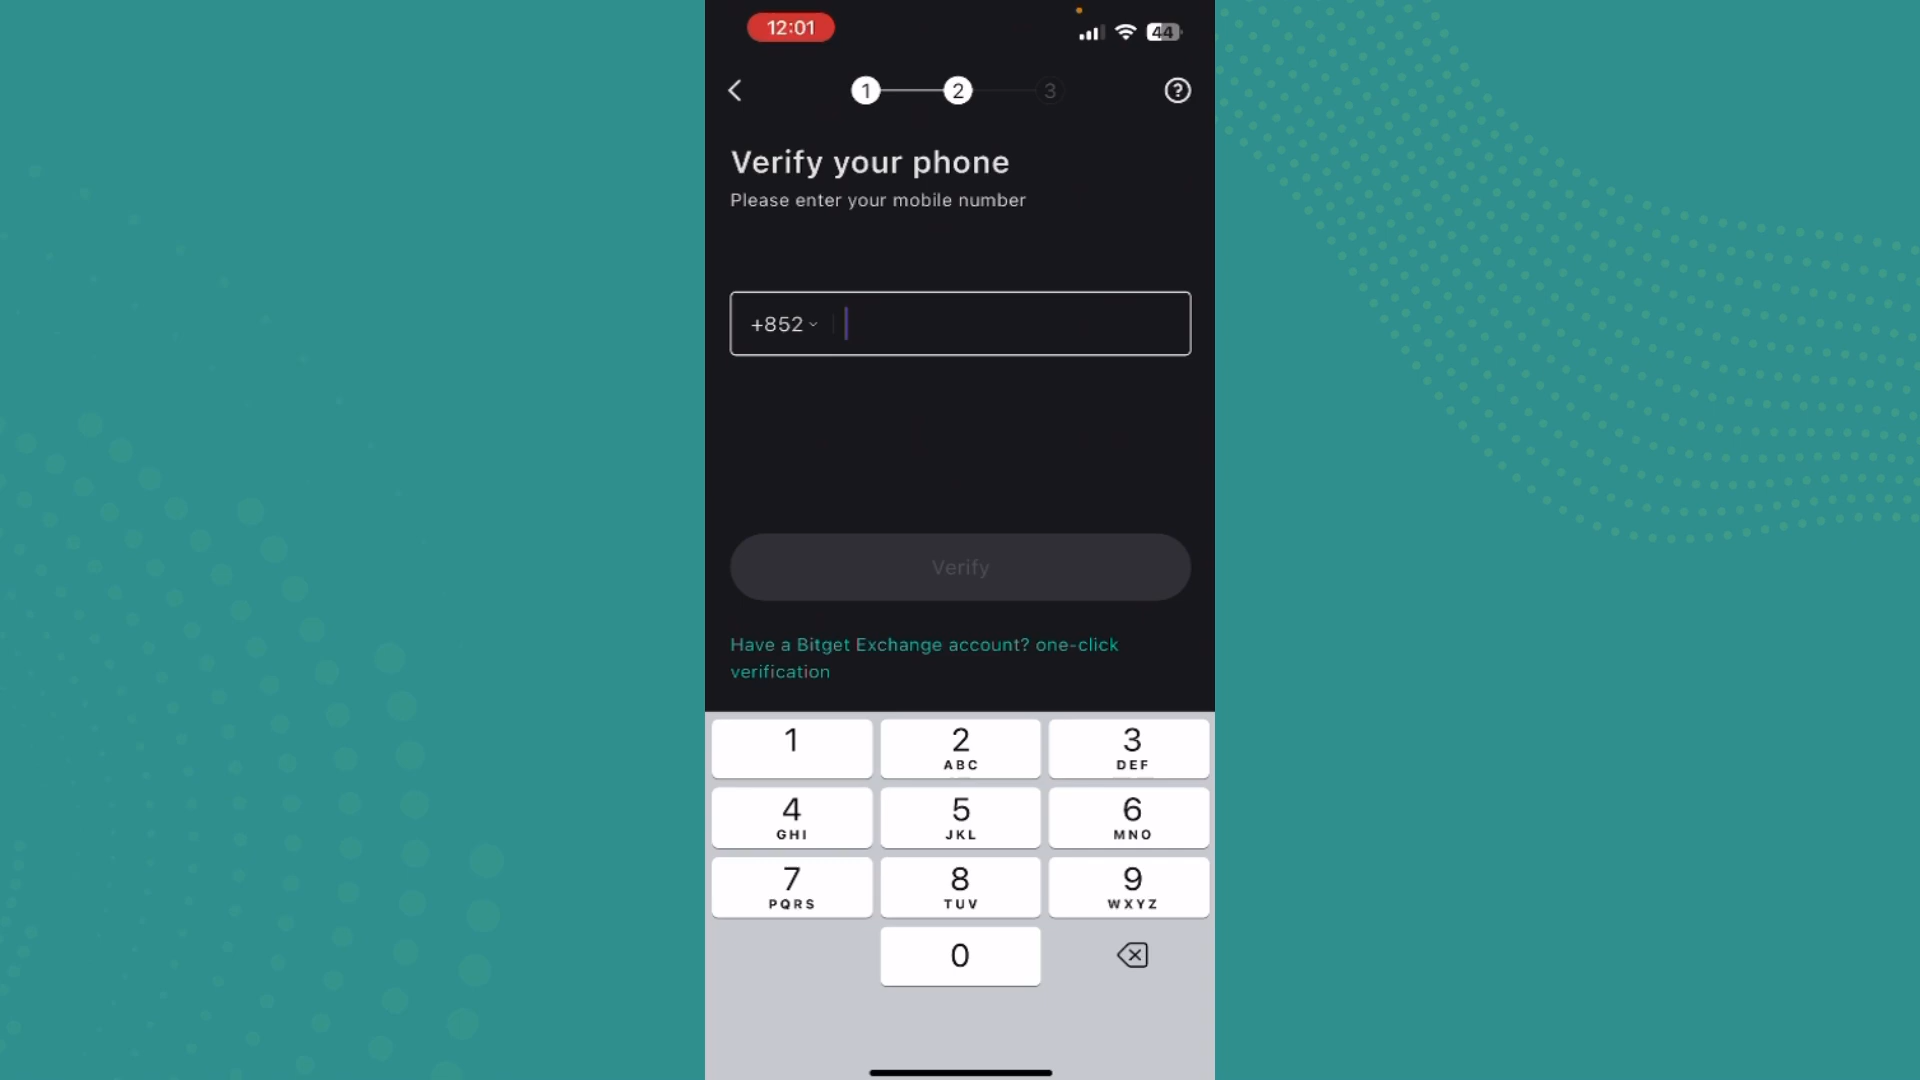 12:01
44
1 2 3 ?
Verify your phone
Please enter your mobile number
+852
Verify
Have a Bitget Exchange account? one-click
verification
1 2 3
ABC DEF
4 5 6
GHI JKL MNO
7 8 9
PQRS TUV WXYZ
0